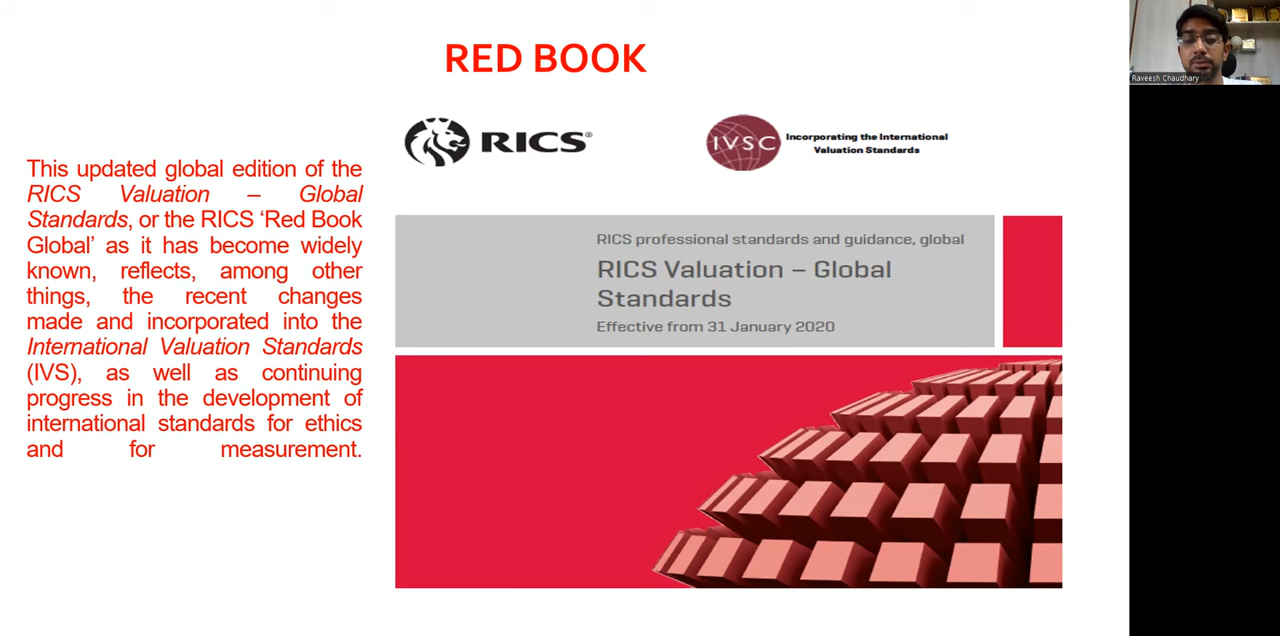 RED BOOK
This updated global edition of the
RICS Valuation – Global
Standards, or the RICS ‘Red Book
Global’ as it has become widely
known, reflects, among other
things, the recent changes
made and incorporated into the
International Valuation Standards
(IVS), as well as continuing
progress in the development of
international standards for ethics
and for measurement.
RICS®
IVSC
Incorporating the International
Valuation Standards
RICS professional standards and guidance, global
RICS Valuation – Global
Standards
Effective from 31 January 2020
Raveesh Chaudhary